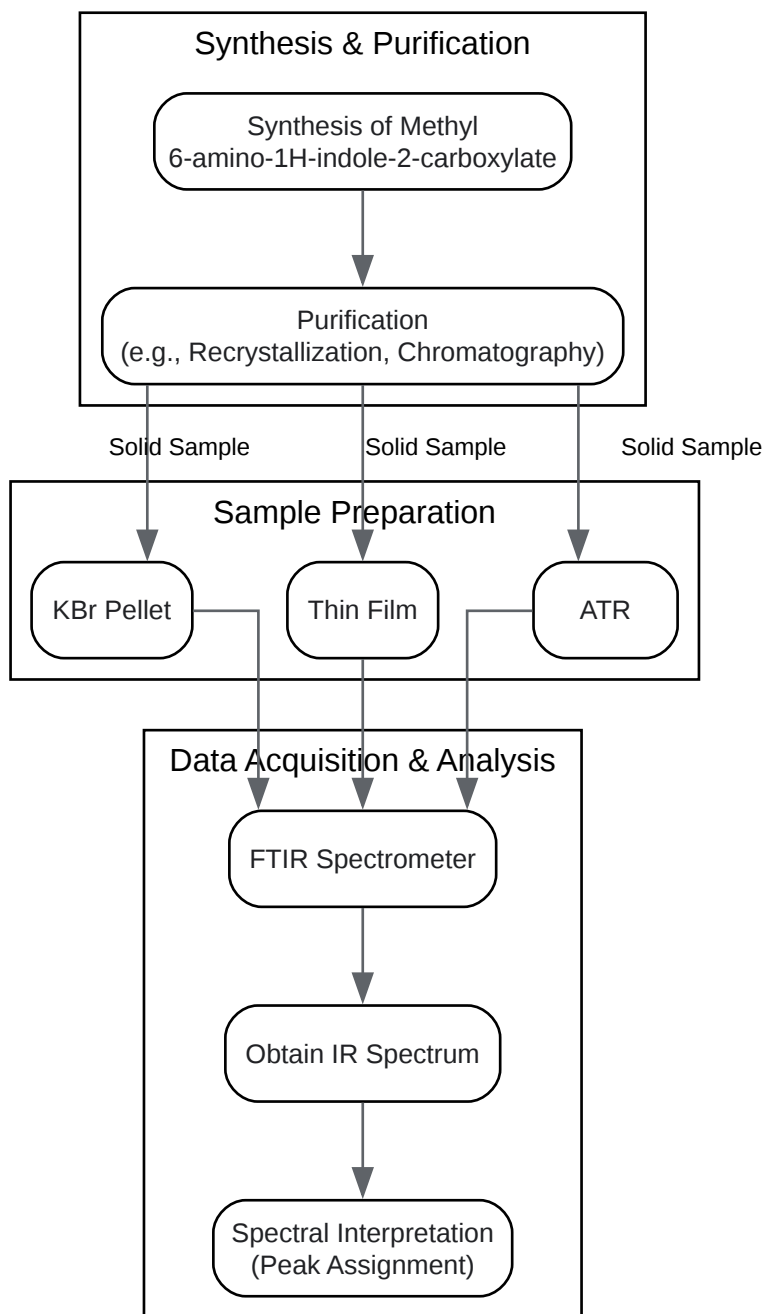 Synthesis & Purification
Synthesis of Methyl
6-amino-1H-indole-2-carboxylate
Purification
(e.g., Recrystallization, Chromatography)
Solid Sample
Solid Sample
Solid Sample
Sample Preparation
KBr Pellet
Thin Film
ATR
Data Acquisition & Analysis
FTIR Spectrometer
Obtain IR Spectrum
Spectral Interpretation
(Peak Assignment)